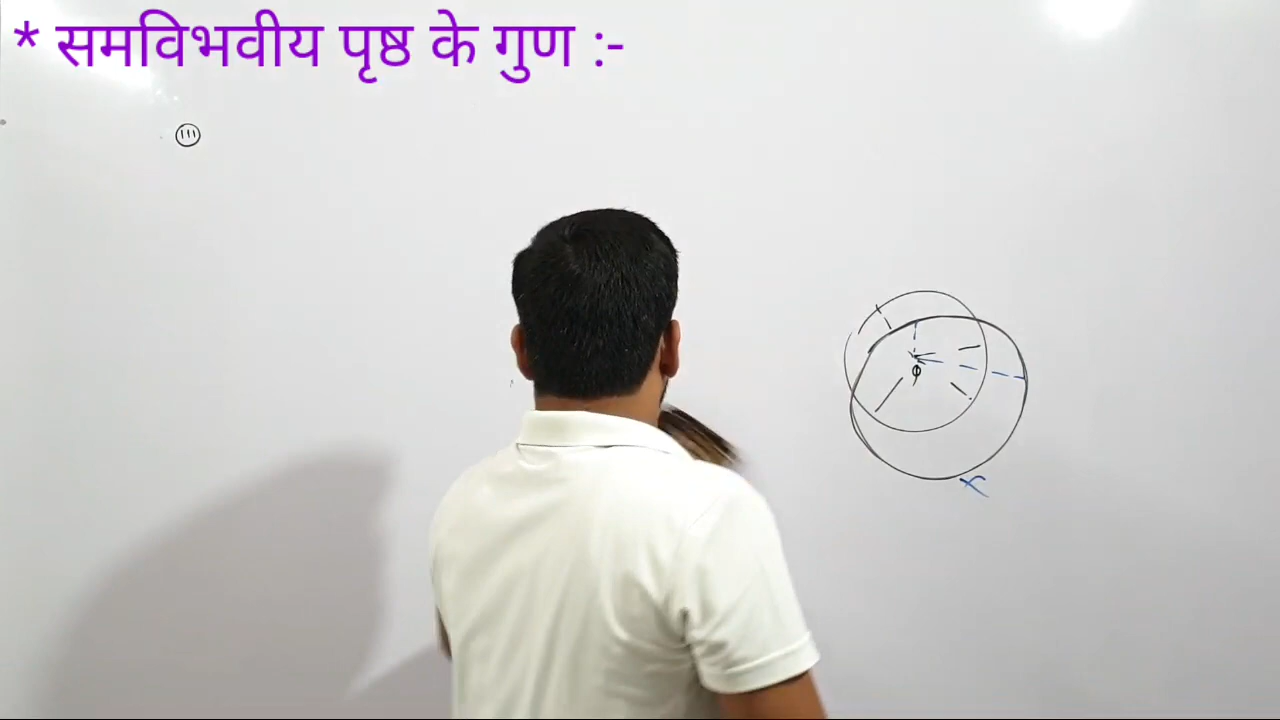 * समविभवीय पृष्ठ के गुण :-
(iii)